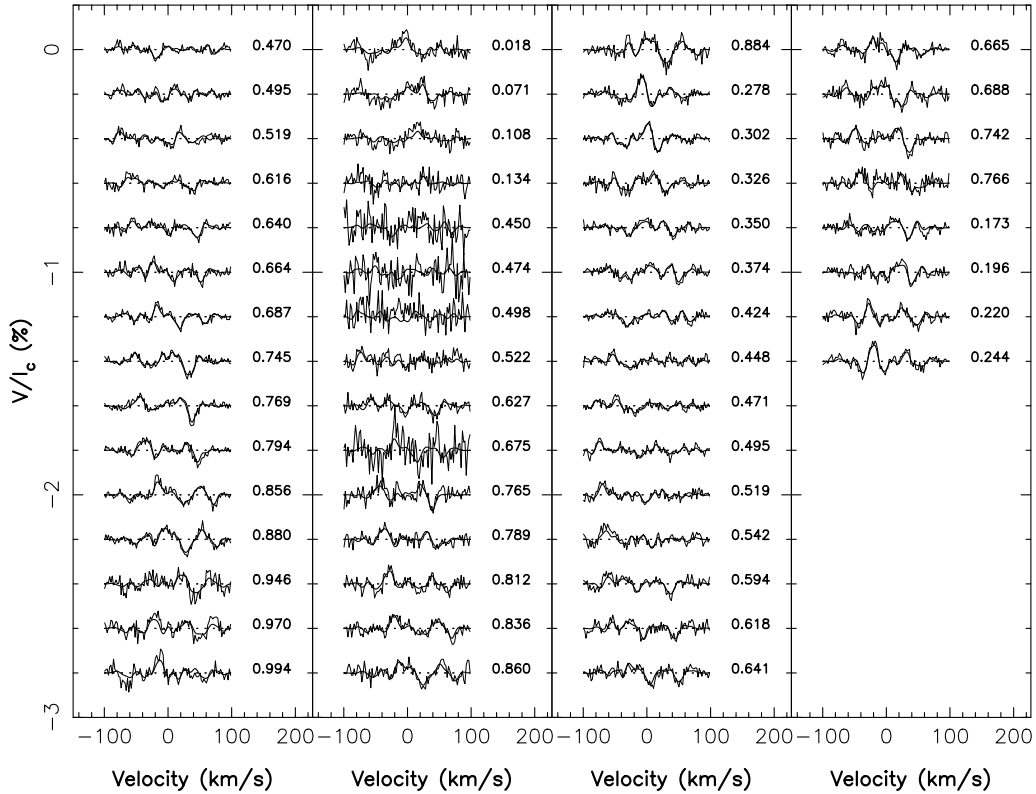 0 0.470 0.018 0.884 0.665
0.495 0.071 0.278 0.688
0.519 0.108 0.302 0.742
0.616 0.134 0.326 0.766
0.640 0.450 0.350 0.173
−1 0.664 0.474 0.374 0.196
0.687 0.498 0.424 0.220
0.745 0.522 0.448 0.244
0.769 0.627 0.471
0.794 0.675 0.495
−2 0.856 0.765 0.519
0.880 0.789 0.542
0.946 0.812 0.594
0.970 0.836 0.618
0.994 0.860 0.641
−3
V/Ic (%)
−100 0 100 200 −100 0 100 200 −100 0 100 200 −100 0 100 200
Velocity (km/s) Velocity (km/s) Velocity (km/s) Velocity (km/s)